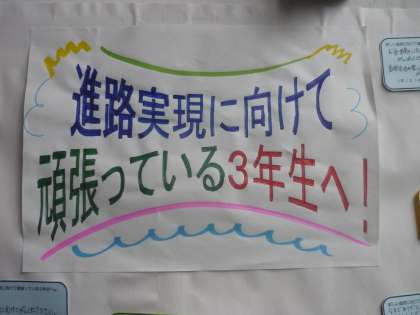 進路実現に向けて
頑張っている3年生へ!